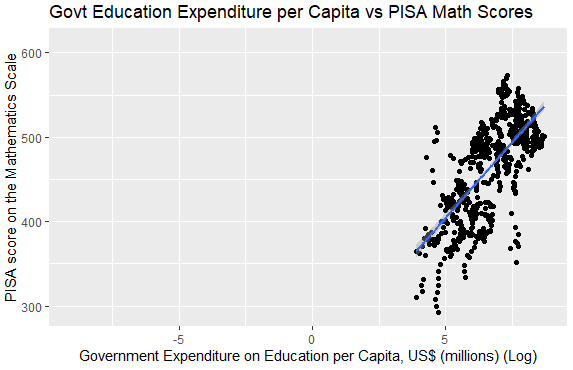 Govt Education Expenditure per Capita vs PISA Math Scores
PISA score on the Mathematics Scale
600
500
400
300
-5
0
5
Government Expenditure on Education per Capita, US$ (millions) (Log)